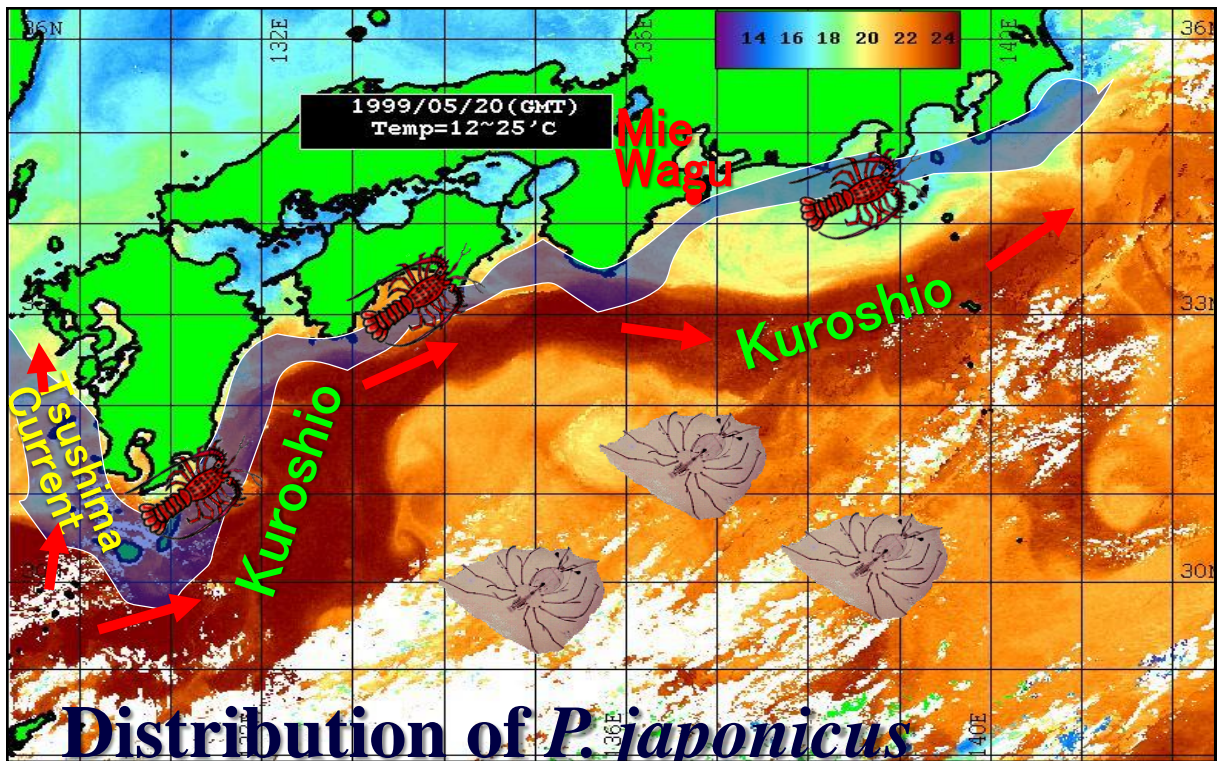 36N
132E
136E
14 16 18 20 22 24
140E
36N
1999/05/20(GMT)
Temp=12~25'C
Mie
Wagu
33N
Kuroshio
Tsushima
Current
Kuroshio
30N
136E
140E
Distribution of P. japonicus